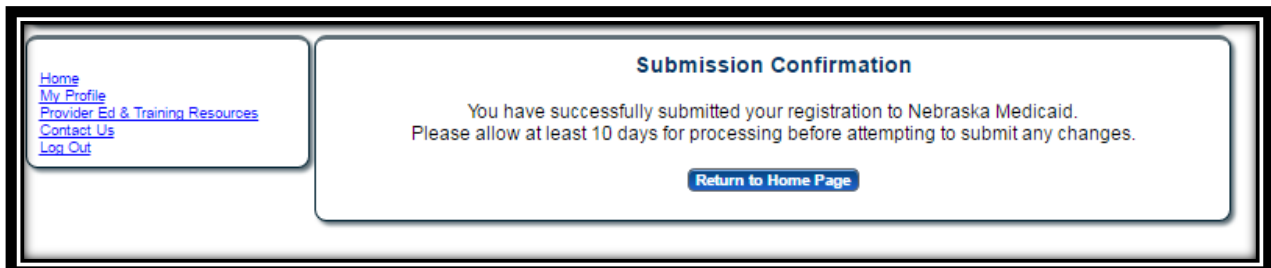 Home
My Profile
Provider Ed & Training Resources
Contact Us
Log Out
Submission Confirmation
You have successfully submitted your registration to Nebraska Medicaid.
Please allow at least 10 days for processing before attempting to submit any changes.
Return to Home Page